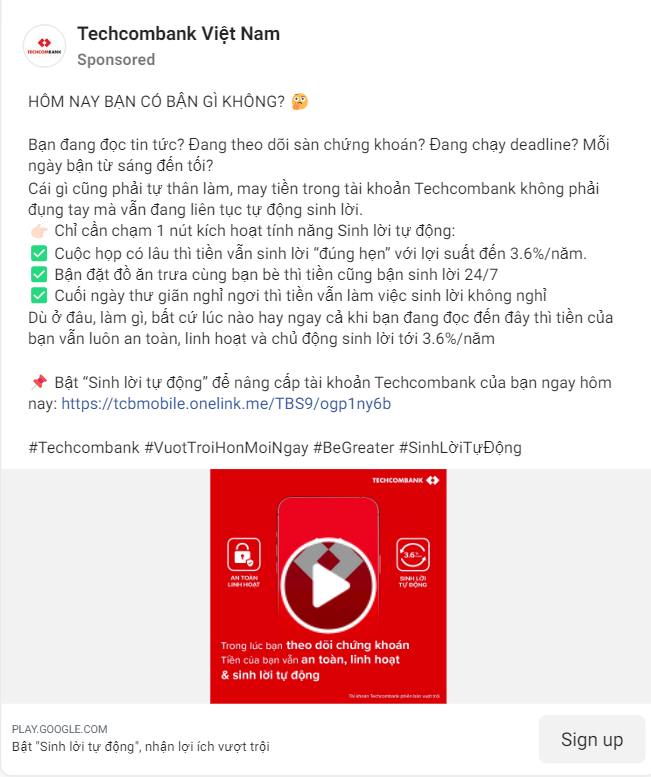 TECHCOMBANK
Techcombank Việt Nam
Sponsored
HÔM NAY BẠN CÓ BẬN GÌ KHÔNG? 🤔
Bạn đang đọc tin tức? Đang theo dõi sàn chứng khoán? Đang chạy deadline? Mỗi
ngày bận từ sáng đến tối?
Cái gì cũng phải tự thân làm, may tiền trong tài khoản Techcombank không phải
đụng tay mà vẫn đang liên tục tự động sinh lời.
👉🏻 Chỉ cần chạm 1 nút kích hoạt tính năng Sinh lời tự động:
✅ Cuộc họp có lâu thì tiền vẫn sinh lời “đúng hẹn” với lợi suất đến 3.6%/năm.
✅ Bận đặt đồ ăn trưa cùng bạn bè thì tiền cũng bận sinh lời 24/7
✅ Cuối ngày thư giãn nghỉ ngơi thì tiền vẫn làm việc sinh lời không nghỉ
Dù ở đâu, làm gì, bất cứ lúc nào hay ngay cả khi bạn đang đọc đến đây thì tiền của
bạn vẫn luôn an toàn, linh hoạt và chủ động sinh lời tới 3.6%/năm
📌 Bật “Sinh lời tự động” để nâng cấp tài khoản Techcombank của bạn ngay hôm
nay: https://tcbmobile.onelink.me/TBS9/ogp1ny6b
#Techcombank #VuotTroiHonMoiNgay #BeGreater #SinhLờiTựĐộng
TECHCOMBANK
3.6%
AN TOÀN
LINH HOẠT
SINH LỜI
TỰ ĐỘNG
Trong lúc bạn theo dõi chứng khoán
Tiền của bạn vẫn an toàn, linh hoạt
& sinh lời tự động
Tài khoản Techcombank phiên bản vượt trội
PLAY.GOOGLE.COM
Bật "Sinh lời tự động", nhận lợi ích vượt trội
Sign up